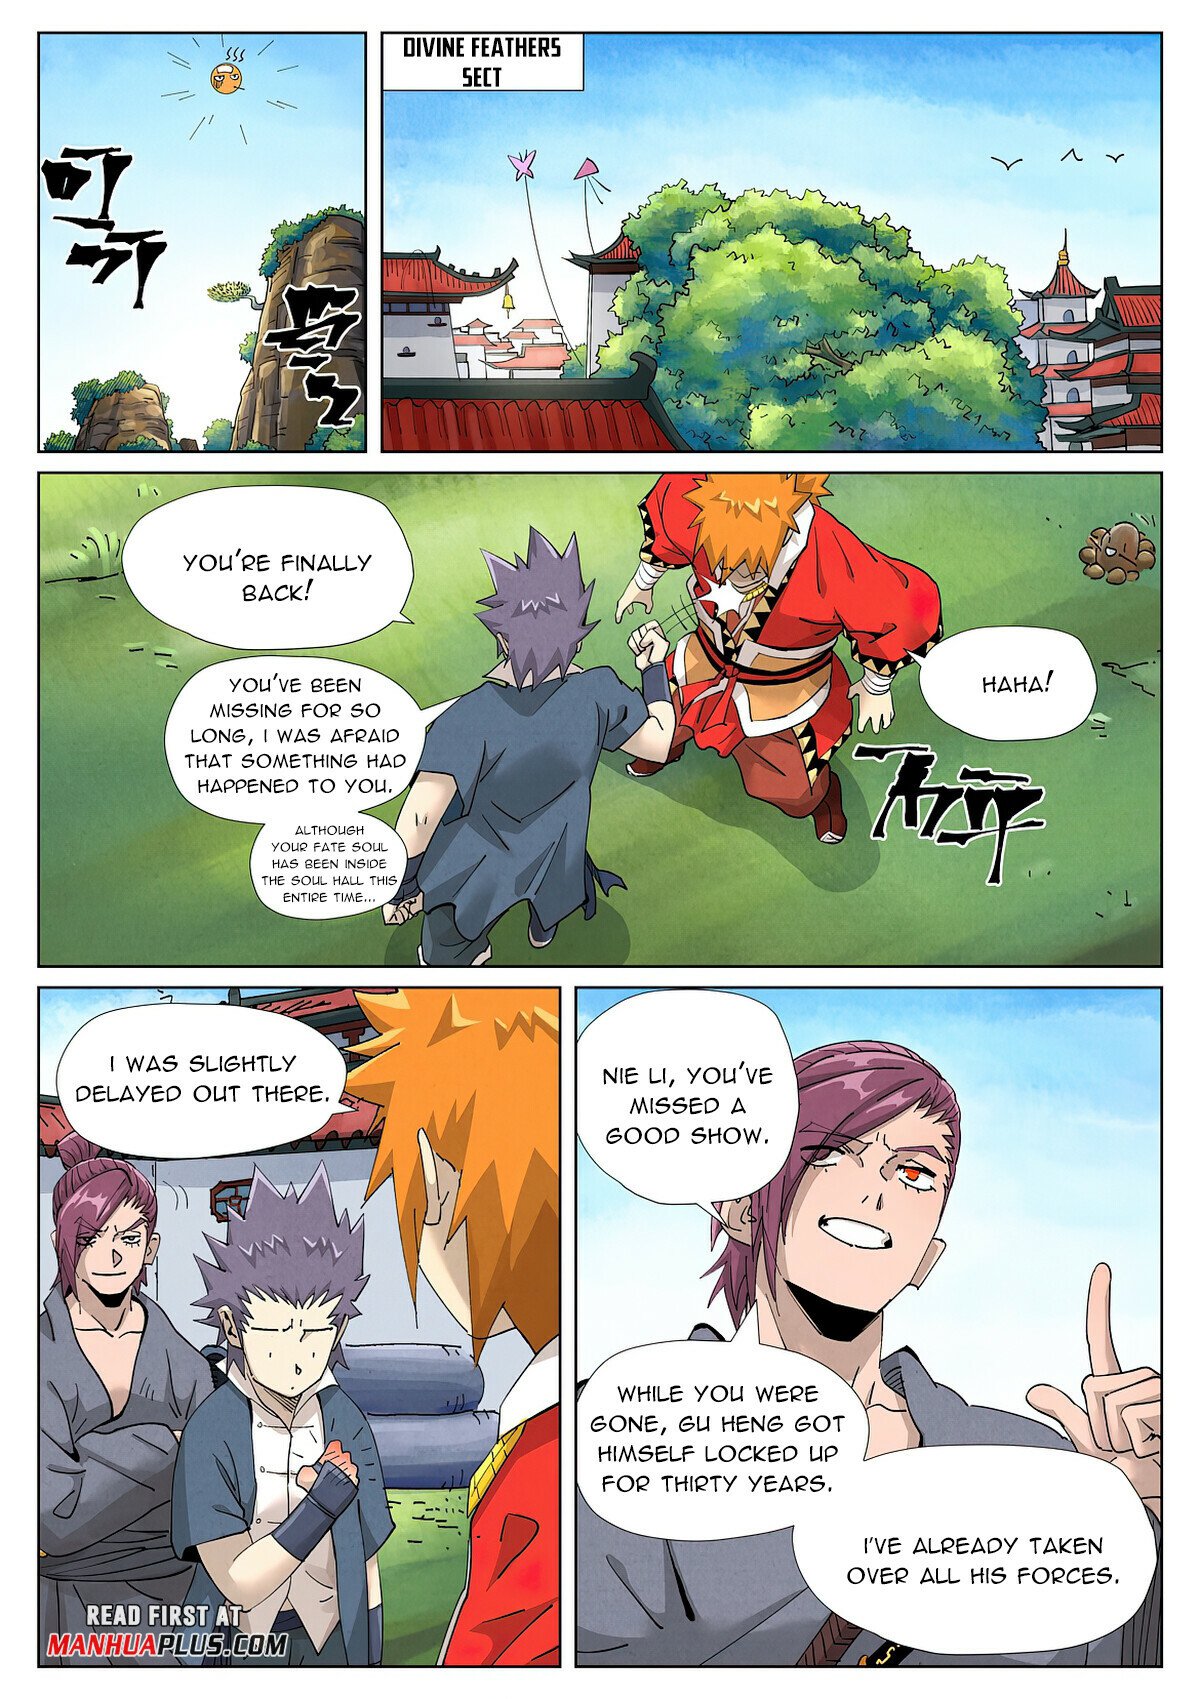 DIVINE FEATHERS
SECT
YOU'RE FINALLY
BACK!
YOU'VE BEEN
MISSING FOR SO
LONG, I WAS AFRAID
THAT SOMETHING HAD
HAPPENED TO YOU.
ALTHOUGH
YOUR FATE SOUL
HAS BEEN INSIDE
THE SOUL HALL THIS
ENTIRE TIME...
HAHA!
I WAS SLIGHTLY
DELAYED OUT THERE.
NIE LI, YOU'VE
MISSED A
GOOD SHOW.
WHILE YOU WERE
GONE, GU HENG GOT
HIMSELF LOCKED UP
FOR THIRTY YEARS.
I'VE ALREADY TAKEN
OVER ALL HIS FORCES.
READ FIRST AT
MANHUAPLUS.COM